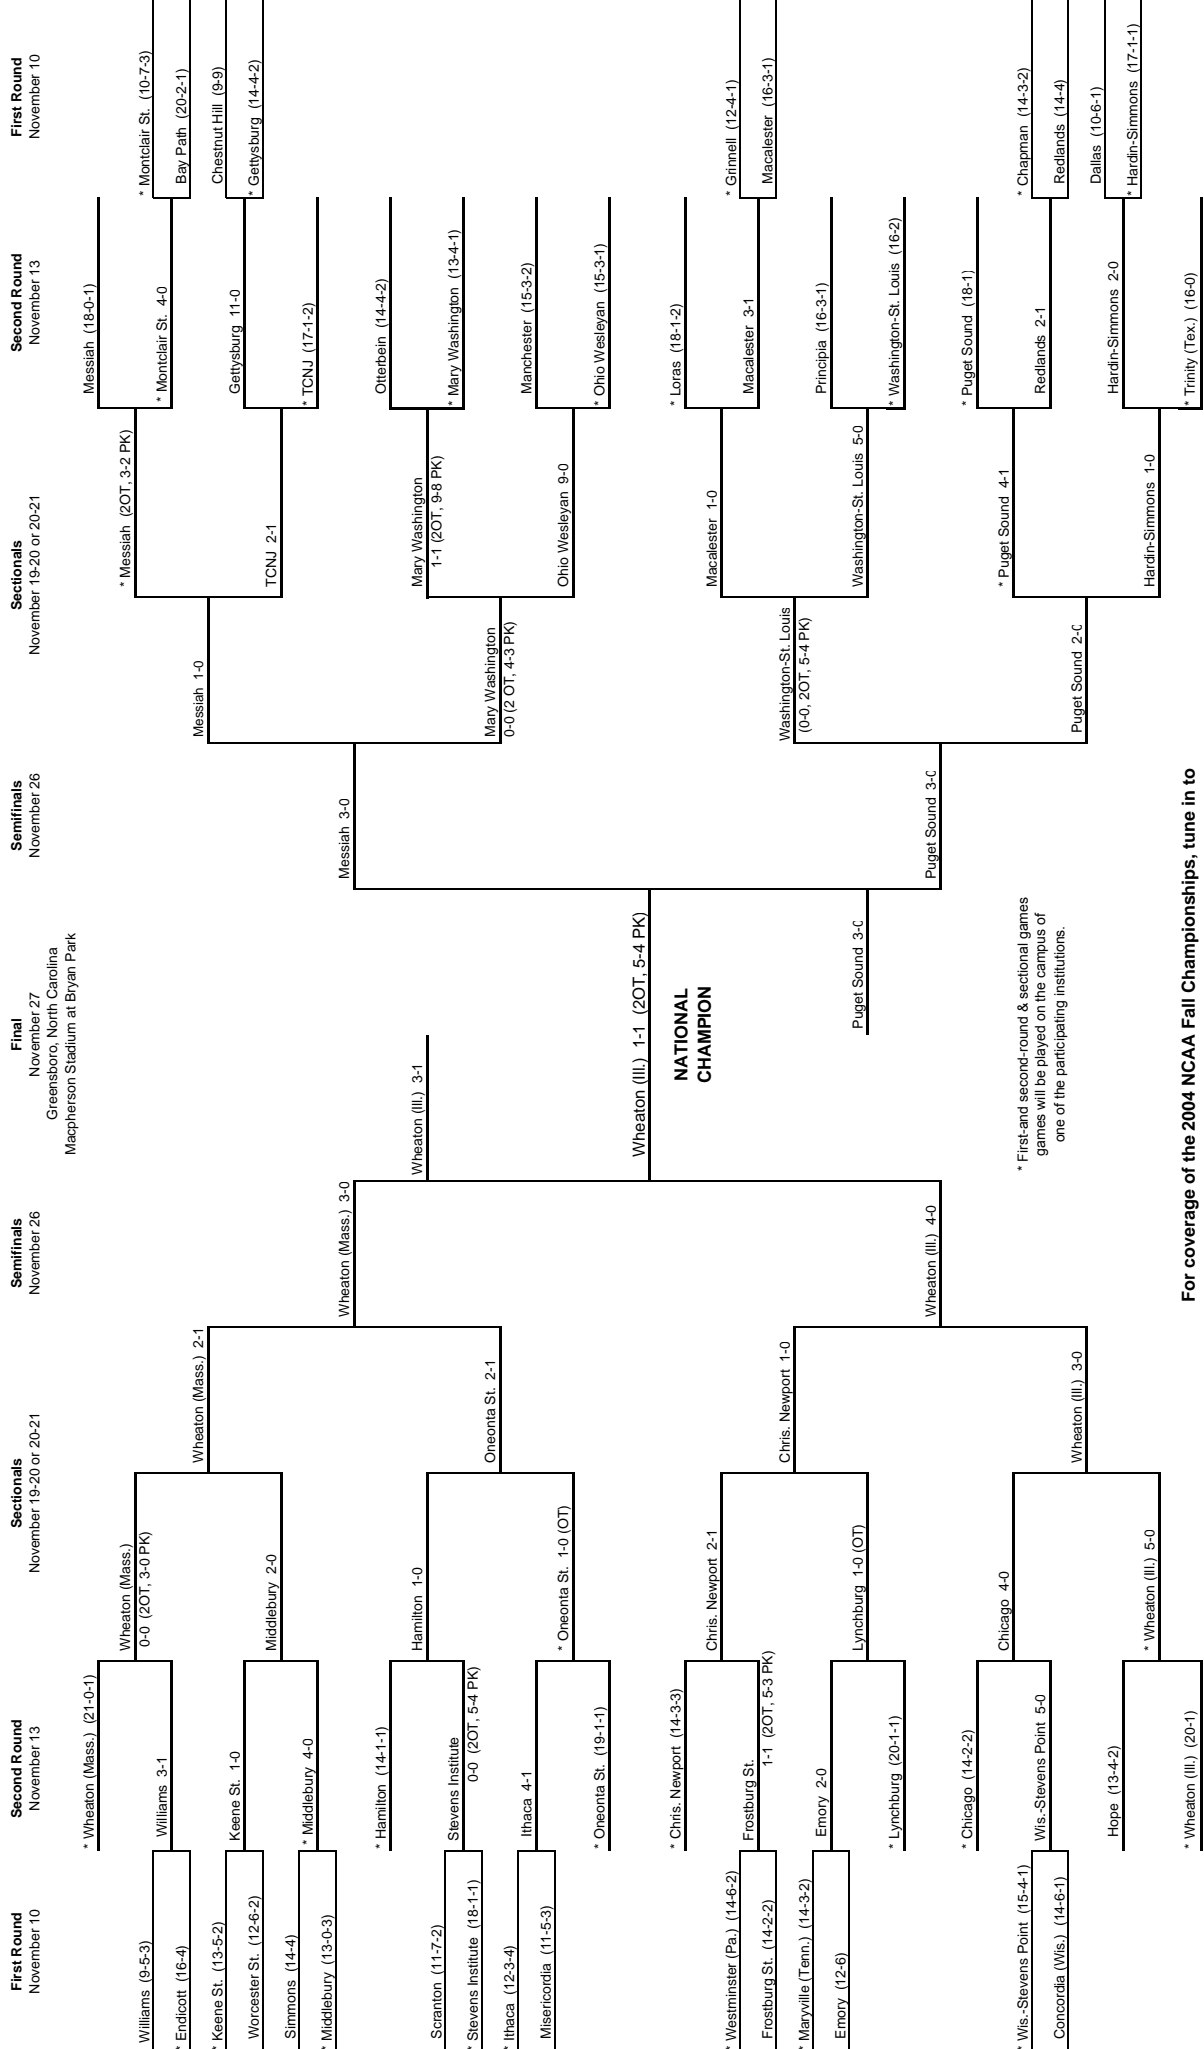 First Round
November 10
Second Round
November 13
Sectionals
November 19-20 or 20-21
Semifinals
November 26
Final
November 27
Greensboro, North Carolina
Macpherson Stadium at Bryan Park
Semifinals
November 26
Sectionals
November 19-20 or 20-21
Second Round
November 13
First Round
November 10
Williams (9-5-3)
* Endicott (16-4)
* Keene St. (13-5-2)
Worcester St. (12-6-2)
Simmons (14-4)
* Middlebury (13-0-3)
Scranton (11-7-2)
* Stevens Institute (18-1-1)
* Ithaca (12-3-4)
Misericordia (11-5-3)
* Westminster (Pa.) (14-6-2)
Frostburg St. (14-2-2)
* Maryville (Tenn.) (14-3-2)
Emory (12-6)
* Wis.-Stevens Point (15-4-1)
Concordia (Wis.) (14-6-1)
* Wheaton (Mass.) (21-0-1)
Williams 3-1
Keene St. 1-0
* Middlebury 4-0
* Hamilton (14-1-1)
Stevens Institute
0-0 (2OT, 5-4 PK)
Ithaca 4-1
* Oneonta St. (19-1-1)
* Chris. Newport (14-3-3)
Frostburg St.
1-1 (2OT, 5-3 PK)
Emory 2-0
* Lynchburg (20-1-1)
* Chicago (14-2-2)
Wis.-Stevens Point 5-0
Hope (13-4-2)
* Wheaton (Ill.) (20-1)
Wheaton (Mass.)
0-0 (2OT, 3-0 PK)
Middlebury 2-0
Hamilton 1-0
* Oneonta St. 1-0 (OT)
Chris. Newport 2-1
Lynchburg 1-0 (OT)
Chicago 4-0
* Wheaton (Ill.) 5-0
Wheaton (Mass.) 2-1
Oneonta St. 2-1
Chris. Newport 1-0
Wheaton (Ill.) 3-0
Wheaton (Mass.) 3-0
Wheaton (Ill.) 4-0
Wheaton (Ill.) 3-1
Wheaton (Ill.) 1-1 (2OT, 5-4 PK)
NATIONAL
CHAMPION
Puget Sound 3-0
* First-and second-round & sectional games
games will be played on the campus of
one of the participating institutions.
For coverage of the 2004 NCAA Fall Championships, tune in to
Messiah 3-0
Puget Sound 3-0
Messiah 1-0
Mary Washington
0-0 (2 OT, 4-3 PK)
Washington-St. Louis
(0-0, 2OT, 5-4 PK)
Puget Sound 2-0
* Messiah (2OT, 3-2 PK)
TCNJ 2-1
Mary Washington
1-1 (2OT, 9-8 PK)
Ohio Wesleyan 9-0
Macalester 1-0
Washington-St. Louis 5-0
* Puget Sound 4-1
Hardin-Simmons 1-0
Messiah (18-0-1)
* Montclair St. 4-0
Gettysburg 11-0
* TCNJ (17-1-2)
Otterbein (14-4-2)
* Mary Washington (13-4-1)
Manchester (15-3-2)
* Ohio Wesleyan (15-3-1)
* Loras (18-1-2)
Macalester 3-1
Principia (16-3-1)
* Washington-St. Louis (16-2)
* Puget Sound (18-1)
Redlands 2-1
Hardin-Simmons 2-0
* Trinity (Tex.) (16-0)
* Montclair St. (10-7-3)
Bay Path (20-2-1)
Chestnut Hill (9-9)
* Gettysburg (14-4-2)
* Grinnell (12-4-1)
Macalester (16-3-1)
* Chapman (14-3-2)
Redlands (14-4)
Dallas (10-6-1)
* Hardin-Simmons (17-1-1)